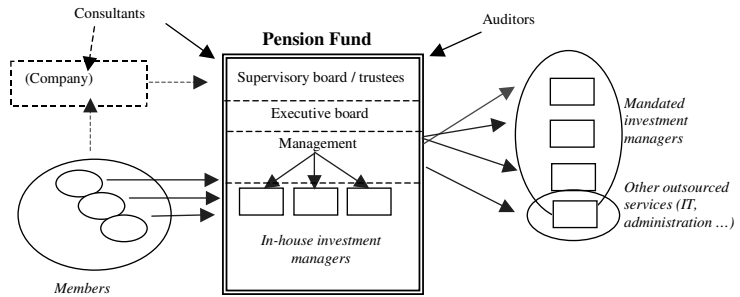 Consultants
Auditors
Pension Fund
(Company)
Supervisory board / trustees
Executive board
Management
In-house investment
managers
Members
Mandated
investment
managers
Other outsourced
services (IT,
administration …)